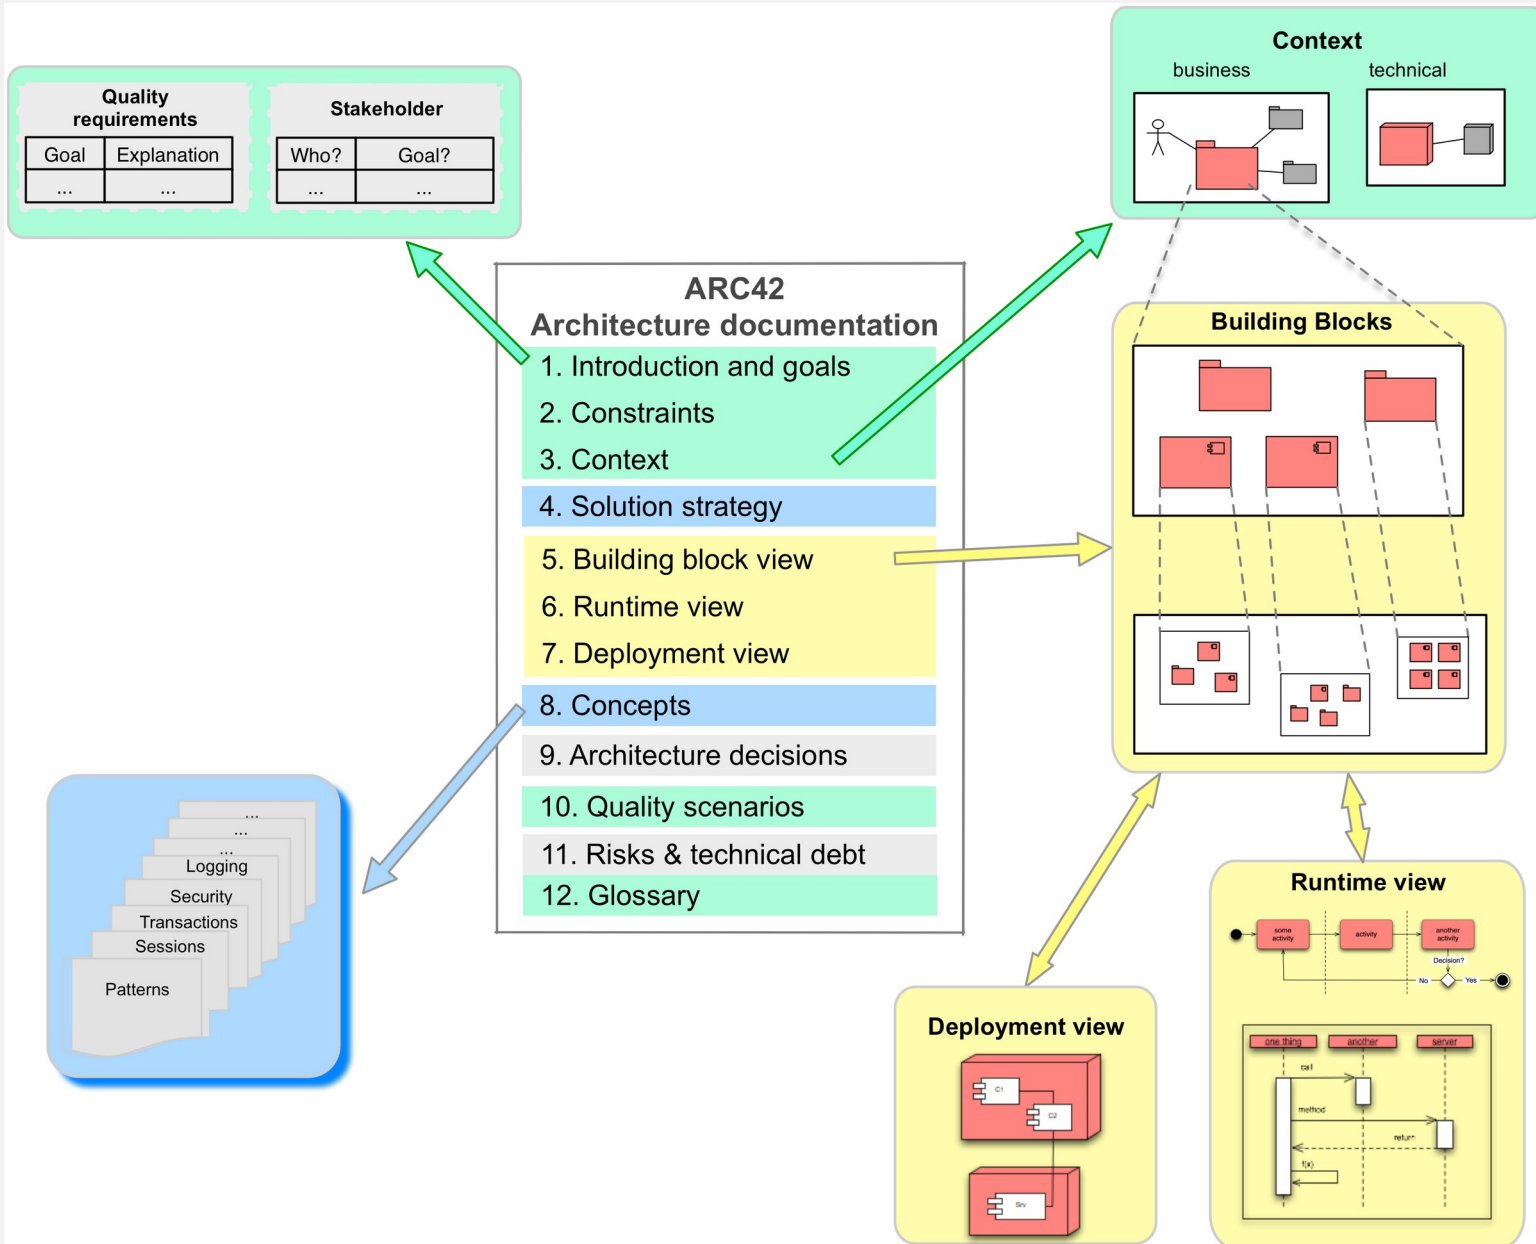 Quality
requirements
Goal Explanation
... ...
Stakeholder
Who? Goal?
... ...
Context
business technical
ARC42
Architecture documentation
1. Introduction and goals
2. Constraints
3. Context
4. Solution strategy
5. Building block view
6. Runtime view
7. Deployment view
8. Concepts
9. Architecture decisions
10. Quality scenarios
11. Risks & technical debt
12. Glossary
Building Blocks
...
...
...
Logging
Security
Transactions
Sessions
Patterns
Deployment view
C1
C2
Srv
Runtime view
some
activity
activity
another
activity
Decision?
No Yes
one thing another server
call
method
return
f(x)